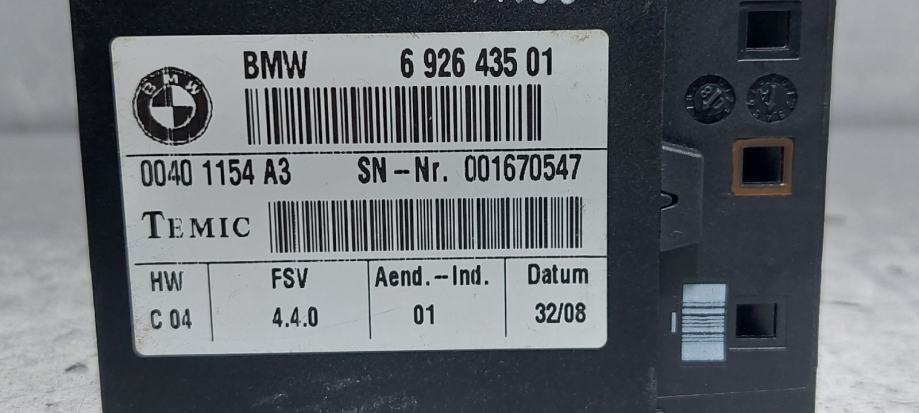 BMW 6 926 435 01
BMW
0040 1154 A3 SN-Nr. 001670547
TEMIC
HW FSV Aend.-Ind. Datum
C 04 4.4.0 01 32/08